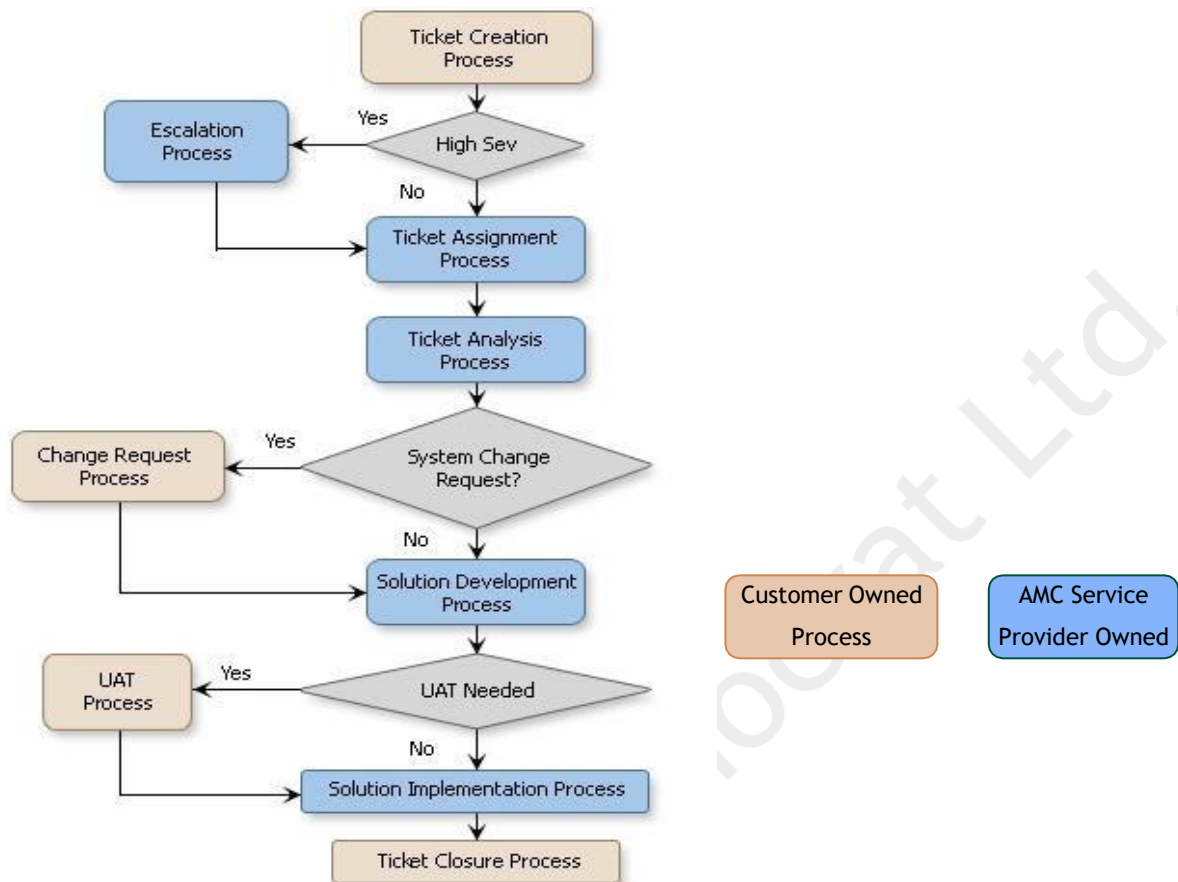 Ticket Creation
Process
Yes
Escalation
Process
High Sev
No
Ticket Assignment
Process
Ticket Analysis
Process
Yes
Change Request
Process
System Change
Request?
No
Solution Development
Process
Customer Owned
Process
AMC Service
Provider Owned
Yes
UAT
Process
UAT Needed
No
Solution Implementation Process
Ticket Closure Process
Ltd.